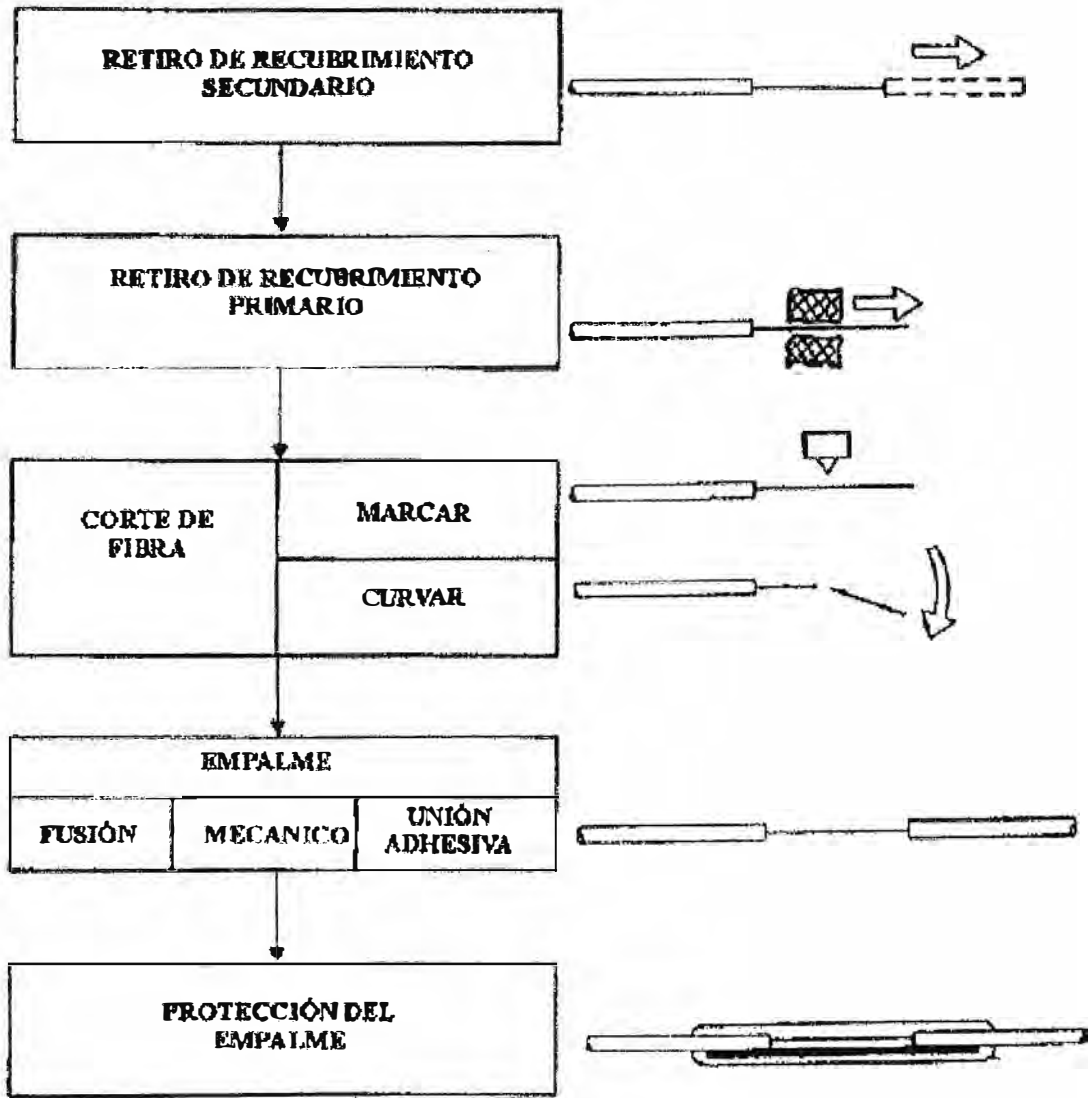 RETIRO DE RECUBRIMIENTO
SECUNDARIO
RETIRO DE RECUBRIMIENTO
PRIMARIO
CORTE DE
FIBRA
MARCAR
CURVAR
EMPALME
FUSIÓN
MECANICO
UNIÓN
ADHESIVA
PROTECCIÓN DEL
EMPALME